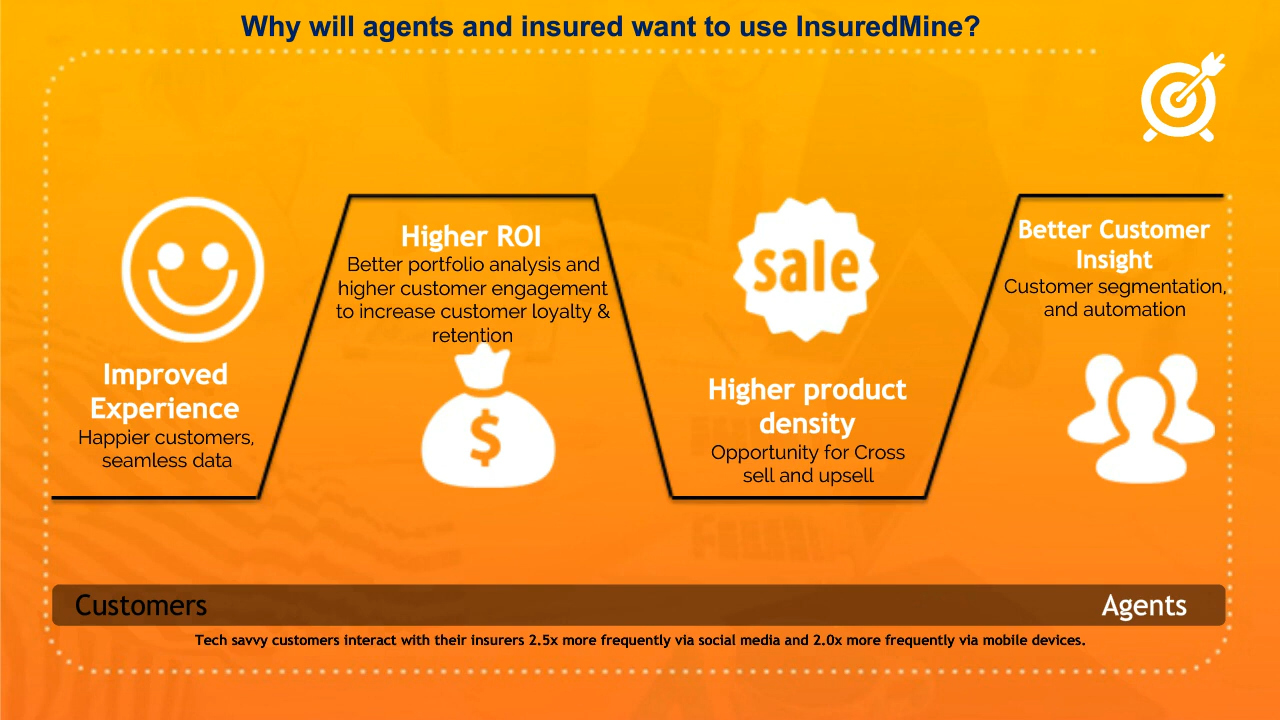 Why will agents and insured want to use InsuredMine?
Improved
Experience
Happier customers,
seamless data
Higher ROI
Better portfolio analysis and
higher customer engagement
to increase customer loyalty &
retention
$
sale
Higher product
density
Opportunity for Cross
sell and upsell
Better Customer
Insight
Customer segmentation,
and automation
Customers
Agents
Tech savvy customers interact with their insurers 2.5x more frequently via social media and 2.0x more frequently via mobile devices.